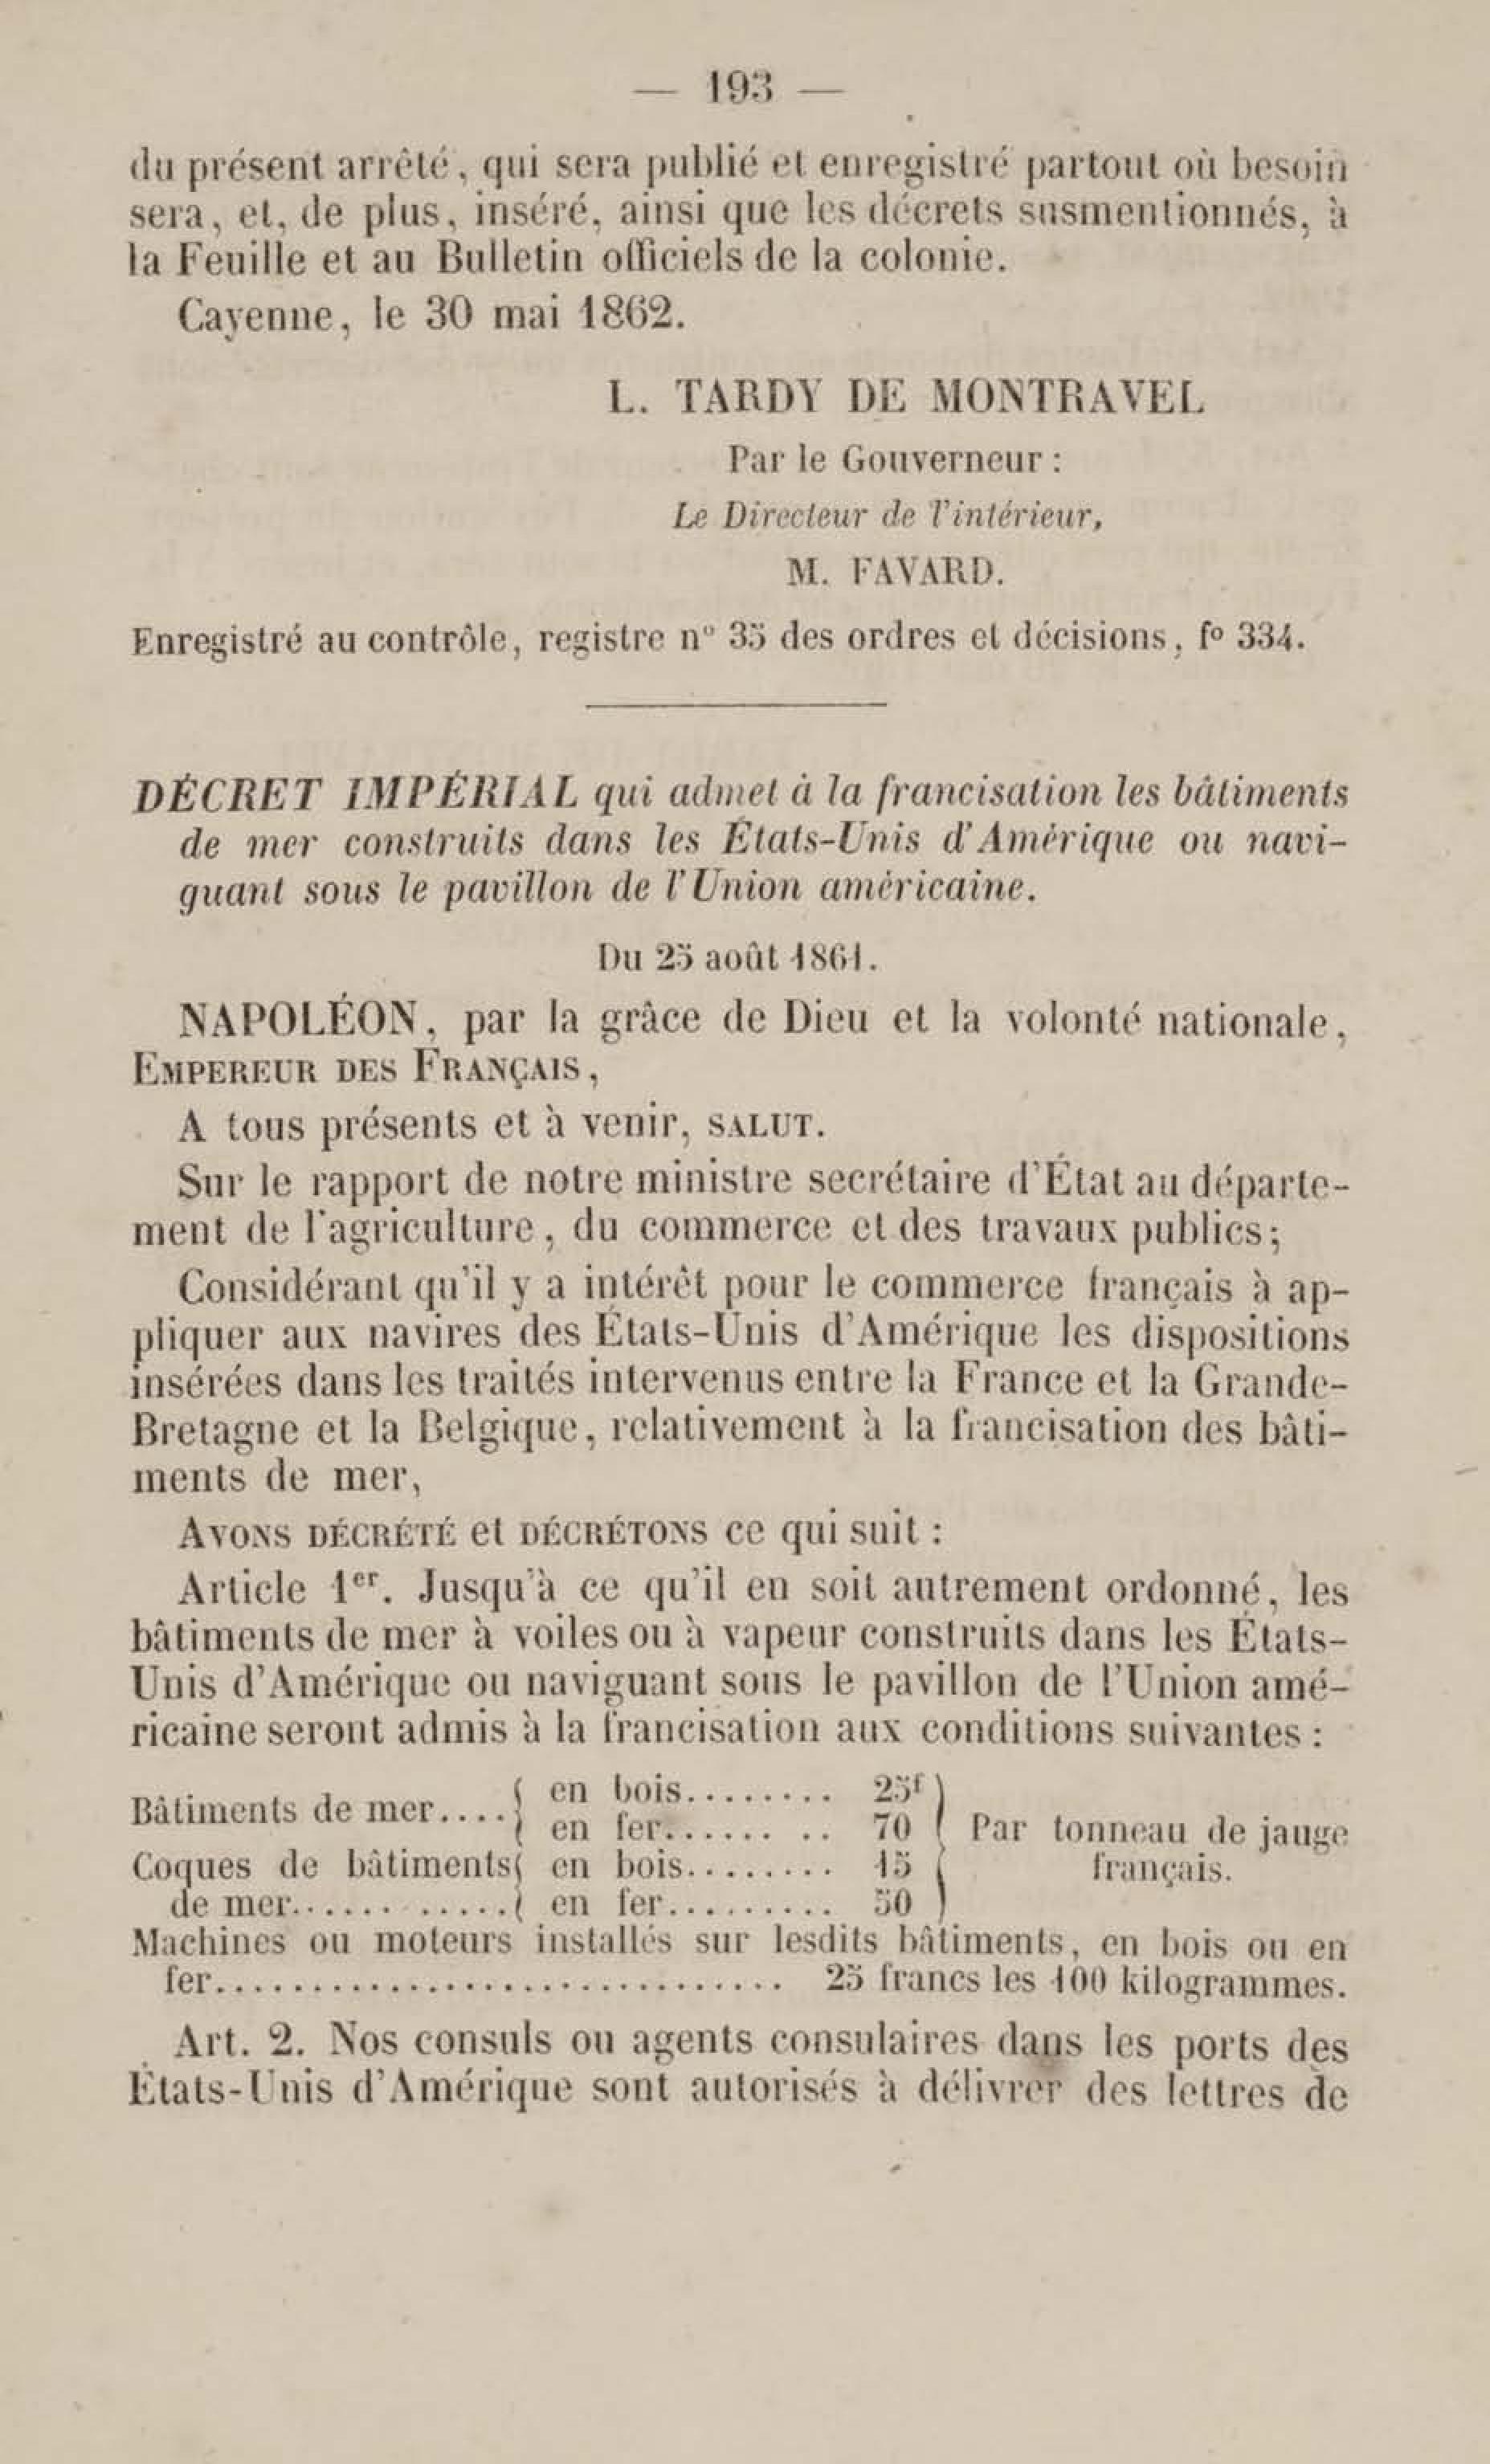 — 193 —
du présent arrêté, qui sera publié et enregistré partout où besoin
sera, et, de plus, inséré, ainsi que les décrets susmentionnés, à
la Feuille et au Bulletin officiels de la colonie.
Cayenne, le 30 mai 1862.
L. TARDY DE MONTRAVEL
Par le Gouverneur :
Le Directeur de l'intérieur,
M. FAVARD.
Enregistré au contrôle, registre n° 35 des ordres et décisions, f° 334.
DÉCRET IMPÉRIAL qui admet à la francisation les bâtiments
de mer construits dans les États-Unis d'Amérique ou navi-
guant sous le pavillon de l'Union américaine.
Du 25 août 1861.
NAPOLÉON, par la grâce de Dieu et la volonté nationale,
EMPEREUR DES FRANÇAIS,
A tous présents et à venir, SALUT.
Sur le rapport de notre ministre secrétaire d'État au départe-
ment de l'agriculture, du commerce et des travaux publics;
Considérant qu'il y a intérêt pour le commerce français à ap-
pliquer aux navires des États-Unis d'Amérique les dispositions
insérées dans les traités intervenus entre la France et la Grande-
Bretagne et la Belgique, relativement à la francisation des bâti-
ments de mer,
AVONS DÉCRÉTÉ et DÉCRÉTONS ce qui suit :
Article 1er. Jusqu'à ce qu'il en soit autrement ordonné, les
bâtiments de mer à voiles ou à vapeur construits dans les États-
Unis d'Amérique ou naviguant sous le pavillon de l'Union amé-
ricaine seront admis à la francisation aux conditions suivantes :
Bâtiments de mer.... { en bois......... 25f
en fer...... .. 70
Coques de bâtiments { en bois......... 15
de mer...... ..... { en fer.......... 50
Par tonneau de jauge
français.
Machines ou moteurs installés sur lesdits bâtiments, en bois ou en
fer................................... 25 francs les 100 kilogrammes.
Art. 2. Nos consuls ou agents consulaires dans les ports des
États-Unis d'Amérique sont autorisés à délivrer des lettres de